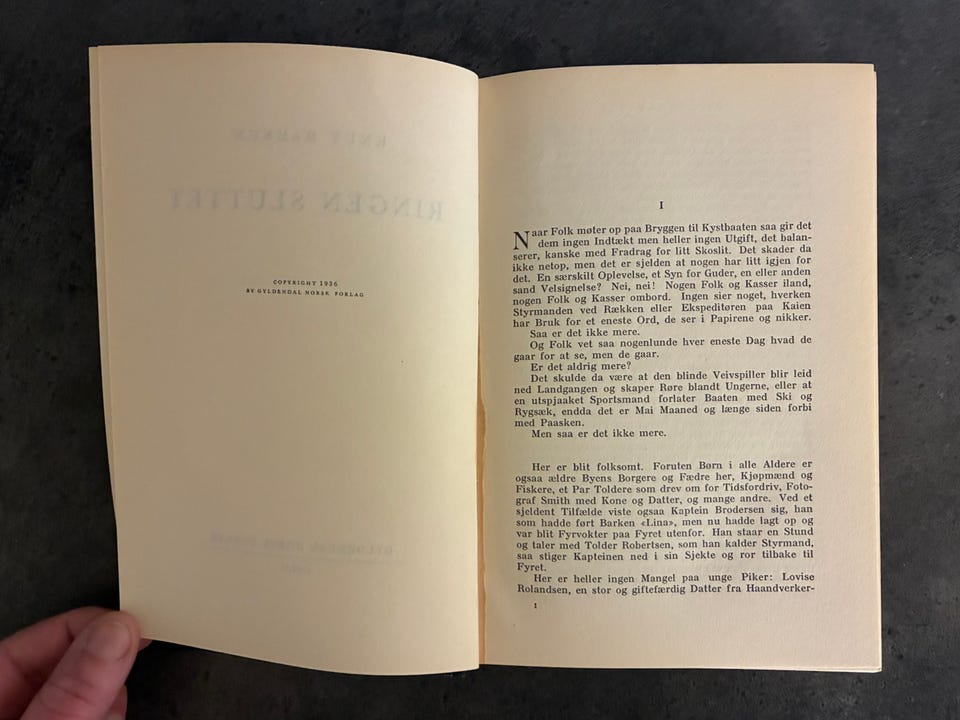 KNUT HAMSUN
RINGEN SLUTTET
COPYRIGHT 1936
BY GYLDENDAL NORSK FORLAG
GYLDENDAL NORSK FORLAG
I
Naar Folk møter op paa Bryggen til Kystbaaten saa gir det
dem ingen Indtækt men heller ingen Utgift, det balan-
serer, kanske med Fradrag for litt Skoslit. Det skader da
ikke netop, men det er sjelden at nogen har litt igjen for
det. En særskilt Oplevelse, et Syn for Guder, en eller anden
sand Velsignelse? Nei, nei! Nogen Folk og Kasser iland,
nogen Folk og Kasser ombord. Ingen sier noget, hverken
Styrmanden ved Rækken eller Ekspeditøren paa Kaien
har Bruk for et eneste Ord, de ser i Papirene og nikker.
Saa er det ikke mere.
Og Folk vet saa nogenlunde hver eneste Dag hvad de
gaar for at se, men de gaar.
Er det aldrig mere?
Det skulde da være at den blinde Veivspiller blir leid
ned Landgangen og skaper Røre blandt Ungerne, eller at
en utspjaaket Sportsmand forlater Baaten med Ski og
Rygsæk, endda det er Mai Maaned og længe siden forbi
med Paasken.
Men saa er det ikke mere.
Her er blit folksomt. Foruten Børn i alle Aldere er
ogsaa ældre Byens Borgere og Fædre her, Kjøpmænd og
Fiskere, et Par Toldere som drev om for Tidsfordriv, Foto-
graf Smith med Kone og Datter, og mange andre. Ved et
sjeldent Tilfælde viste ogsaa Kaptein Brodersen sig, han
som hadde ført Barken «Lina», men nu hadde lagt op og
var blit Fyrvokter paa Fyret utenfor. Han staar en Stund
og taler med Tolder Robertsen, som han kalder Styrmand,
saa stiger Kapteinen ned i sin Sjekte og ror tilbake til
Fyret.
Her er heller ingen Mangel paa unge Piker: Lovise
Rolandsen, en stor og giftefærdig Datter fra Haandverker-
1